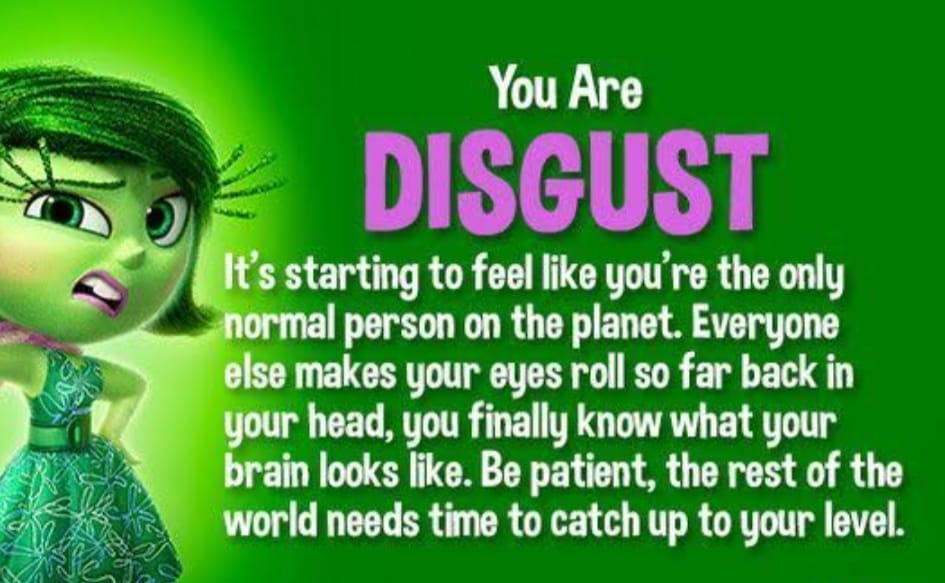 You Are
DISGUST
It's starting to feel like you're the only
normal person on the planet. Everyone
else makes your eyes roll so far back in
your head, you finally know what your
brain looks like. Be patient, the rest of the
world needs time to catch up to your level.